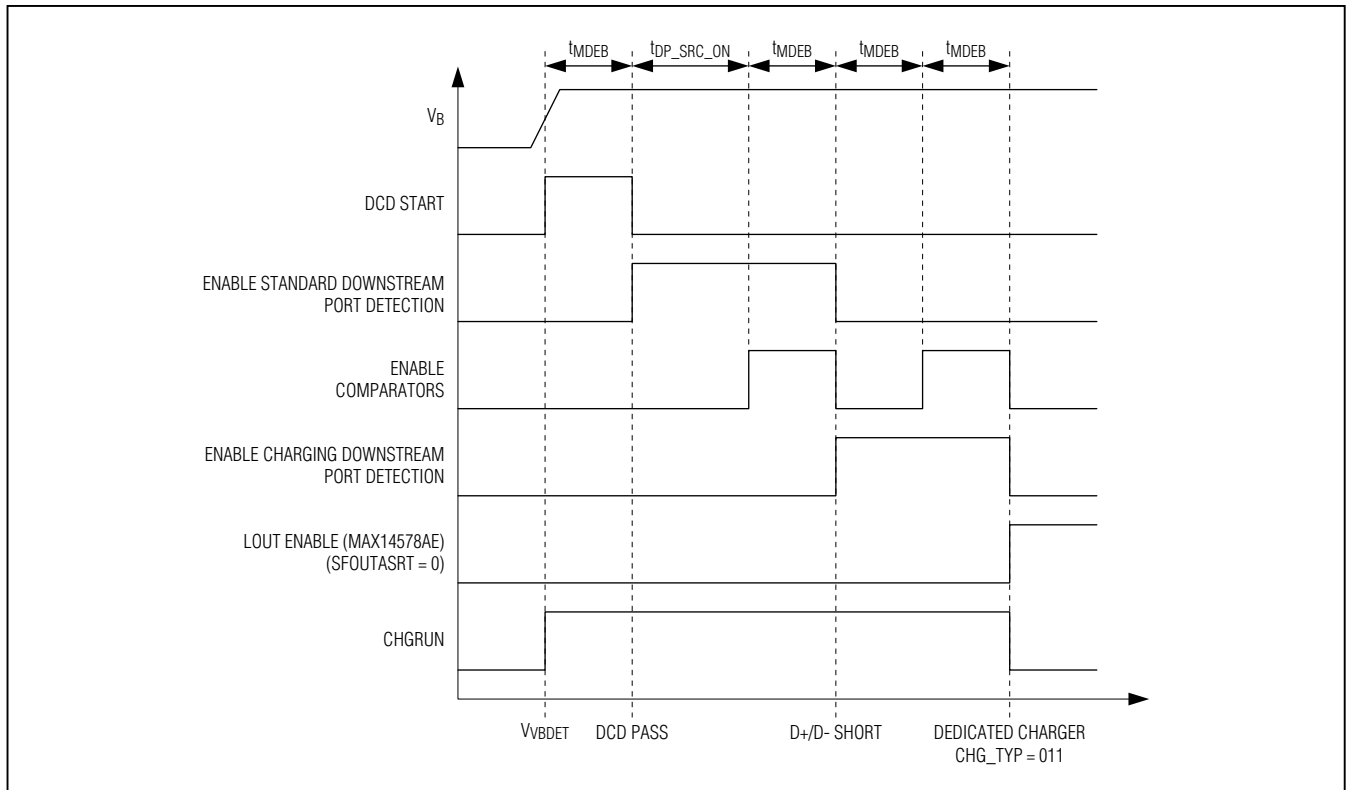 tMDEB tDP_SRC_ON tMDEB tMDEB tMDEB
VB
DCD START
ENABLE STANDARD DOWNSTREAM
PORT DETECTION
ENABLE
COMPARATORS
ENABLE CHARGING DOWNSTREAM
PORT DETECTION
LOUT ENABLE (MAX14578AE)
(SFOUTASRT = 0)
CHGRUN
VVBDET DCD PASS D+/D- SHORT DEDICATED CHARGER
CHG_TYP = 011